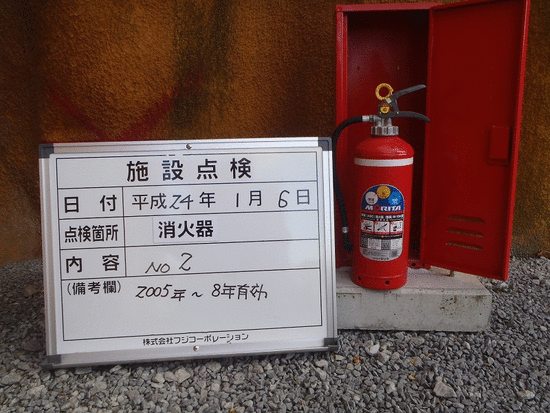 施設点検
日付 平成24年 1月 6日
点検箇所 消火器
内容 NO 2
(備考欄) 2005年～8年有効
株式会社フジコーポレーション
MORITA